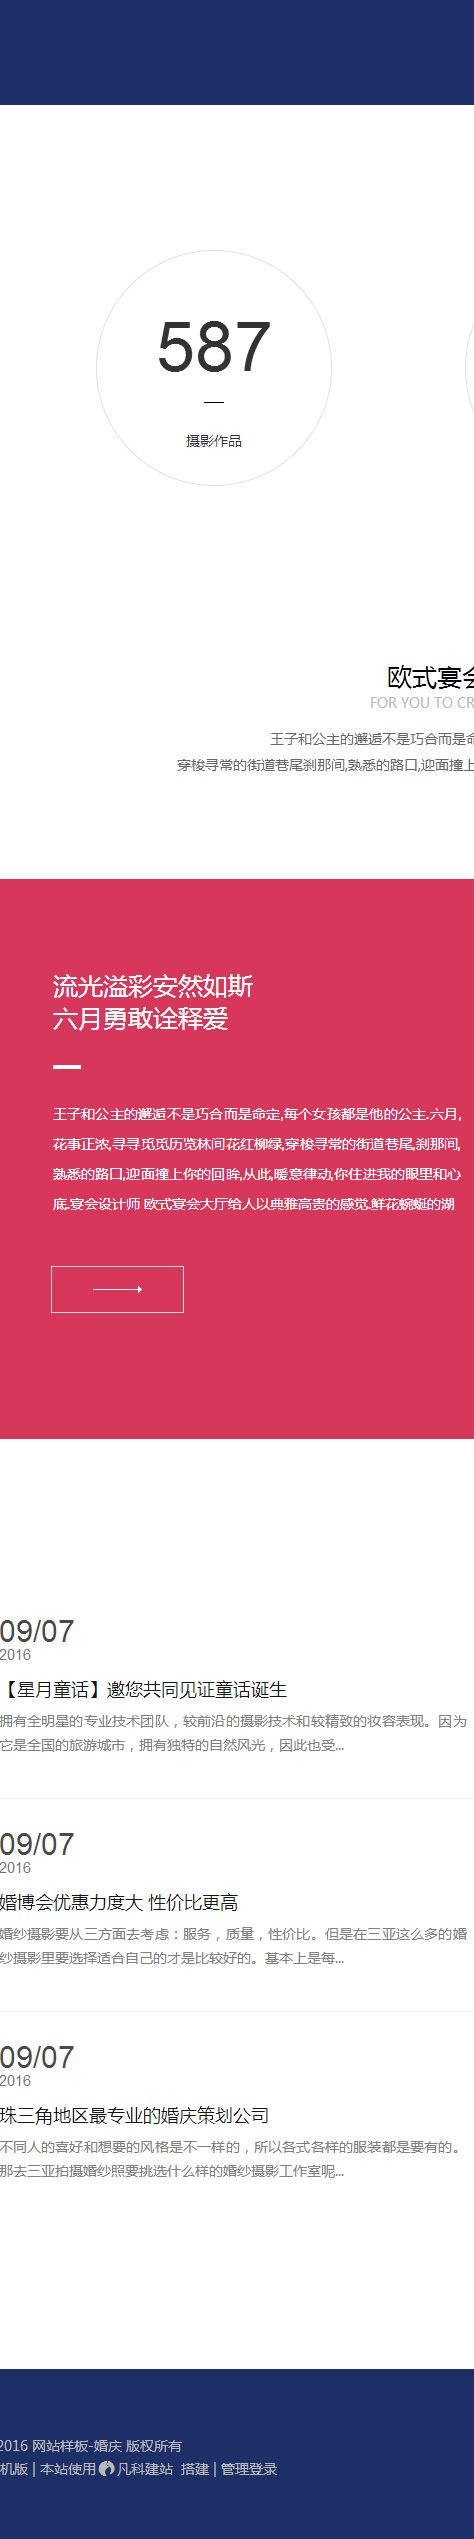 587
摄影作品
欧式宴会
FOR YOU TO CR
王子和公主的邂逅不是巧合而是命
穿梭寻常的街道巷尾刹那间,熟悉的路口,迎面撞上
流光溢彩安然如斯
六月勇敢诠释爱
王子和公主的邂逅不是巧合而是命定,每个女孩都是他的公主.六月,
花事正浓,寻寻觅觅历览林间花红柳绿,穿梭寻常的街道巷尾,刹那间,
熟悉的路口,迎面撞上你的回眸,从此,暖意律动,你住进我的眼里和心
底.宴会设计师 欧式宴会大厅给人以典雅高贵的感觉.鲜花蜿蜒的湖
09/07
2016
【星月童话】邀您共同见证童话诞生
拥有全明星的专业技术团队，较前沿的摄影技术和较精致的妆容表现。因为
它是全国的旅游城市，拥有独特的自然风光，因此也受...
09/07
2016
婚博会优惠力度大 性价比更高
婚纱摄影要从三方面去考虑：服务，质量，性价比。但是在三亚这么多的婚
纱摄影里要选择适合自己的才是比较好的。基本上是每...
09/07
2016
珠三角地区最专业的婚庆策划公司
不同人的喜好和想要的风格是不一样的，所以各式各样的服装都是要有的。
那去三亚拍摄婚纱照要挑选什么样的婚纱摄影工作室呢...
2016 网站样板-婚庆 版权所有
机版 | 本站使用 凡科建站 搭建 | 管理登录